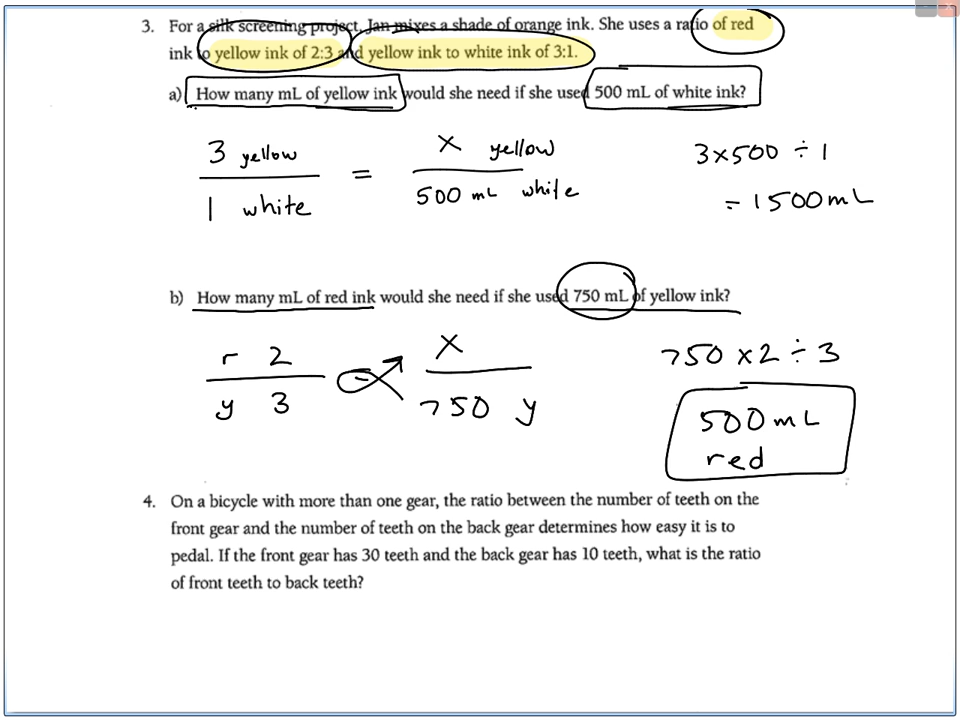 3. For a silk screening project, Jan mixes a shade of orange ink. She uses a ratio of red
ink to yellow ink of 2:3 and yellow ink to white ink of 3:1.
a) How many mL of yellow ink would she need if she used 500 mL of white ink?
3 yellow
1 white
=
x yellow
500 mL white
3x500 ÷ 1
= 1500mL
b) How many mL of red ink would she need if she used 750 mL of yellow ink?
r 2
y 3
x
750 y
750 x2 ÷ 3
500mL
red
4. On a bicycle with more than one gear, the ratio between the number of teeth on the
front gear and the number of teeth on the back gear determines how easy it is to
pedal. If the front gear has 30 teeth and the back gear has 10 teeth, what is the ratio
of front teeth to back teeth?